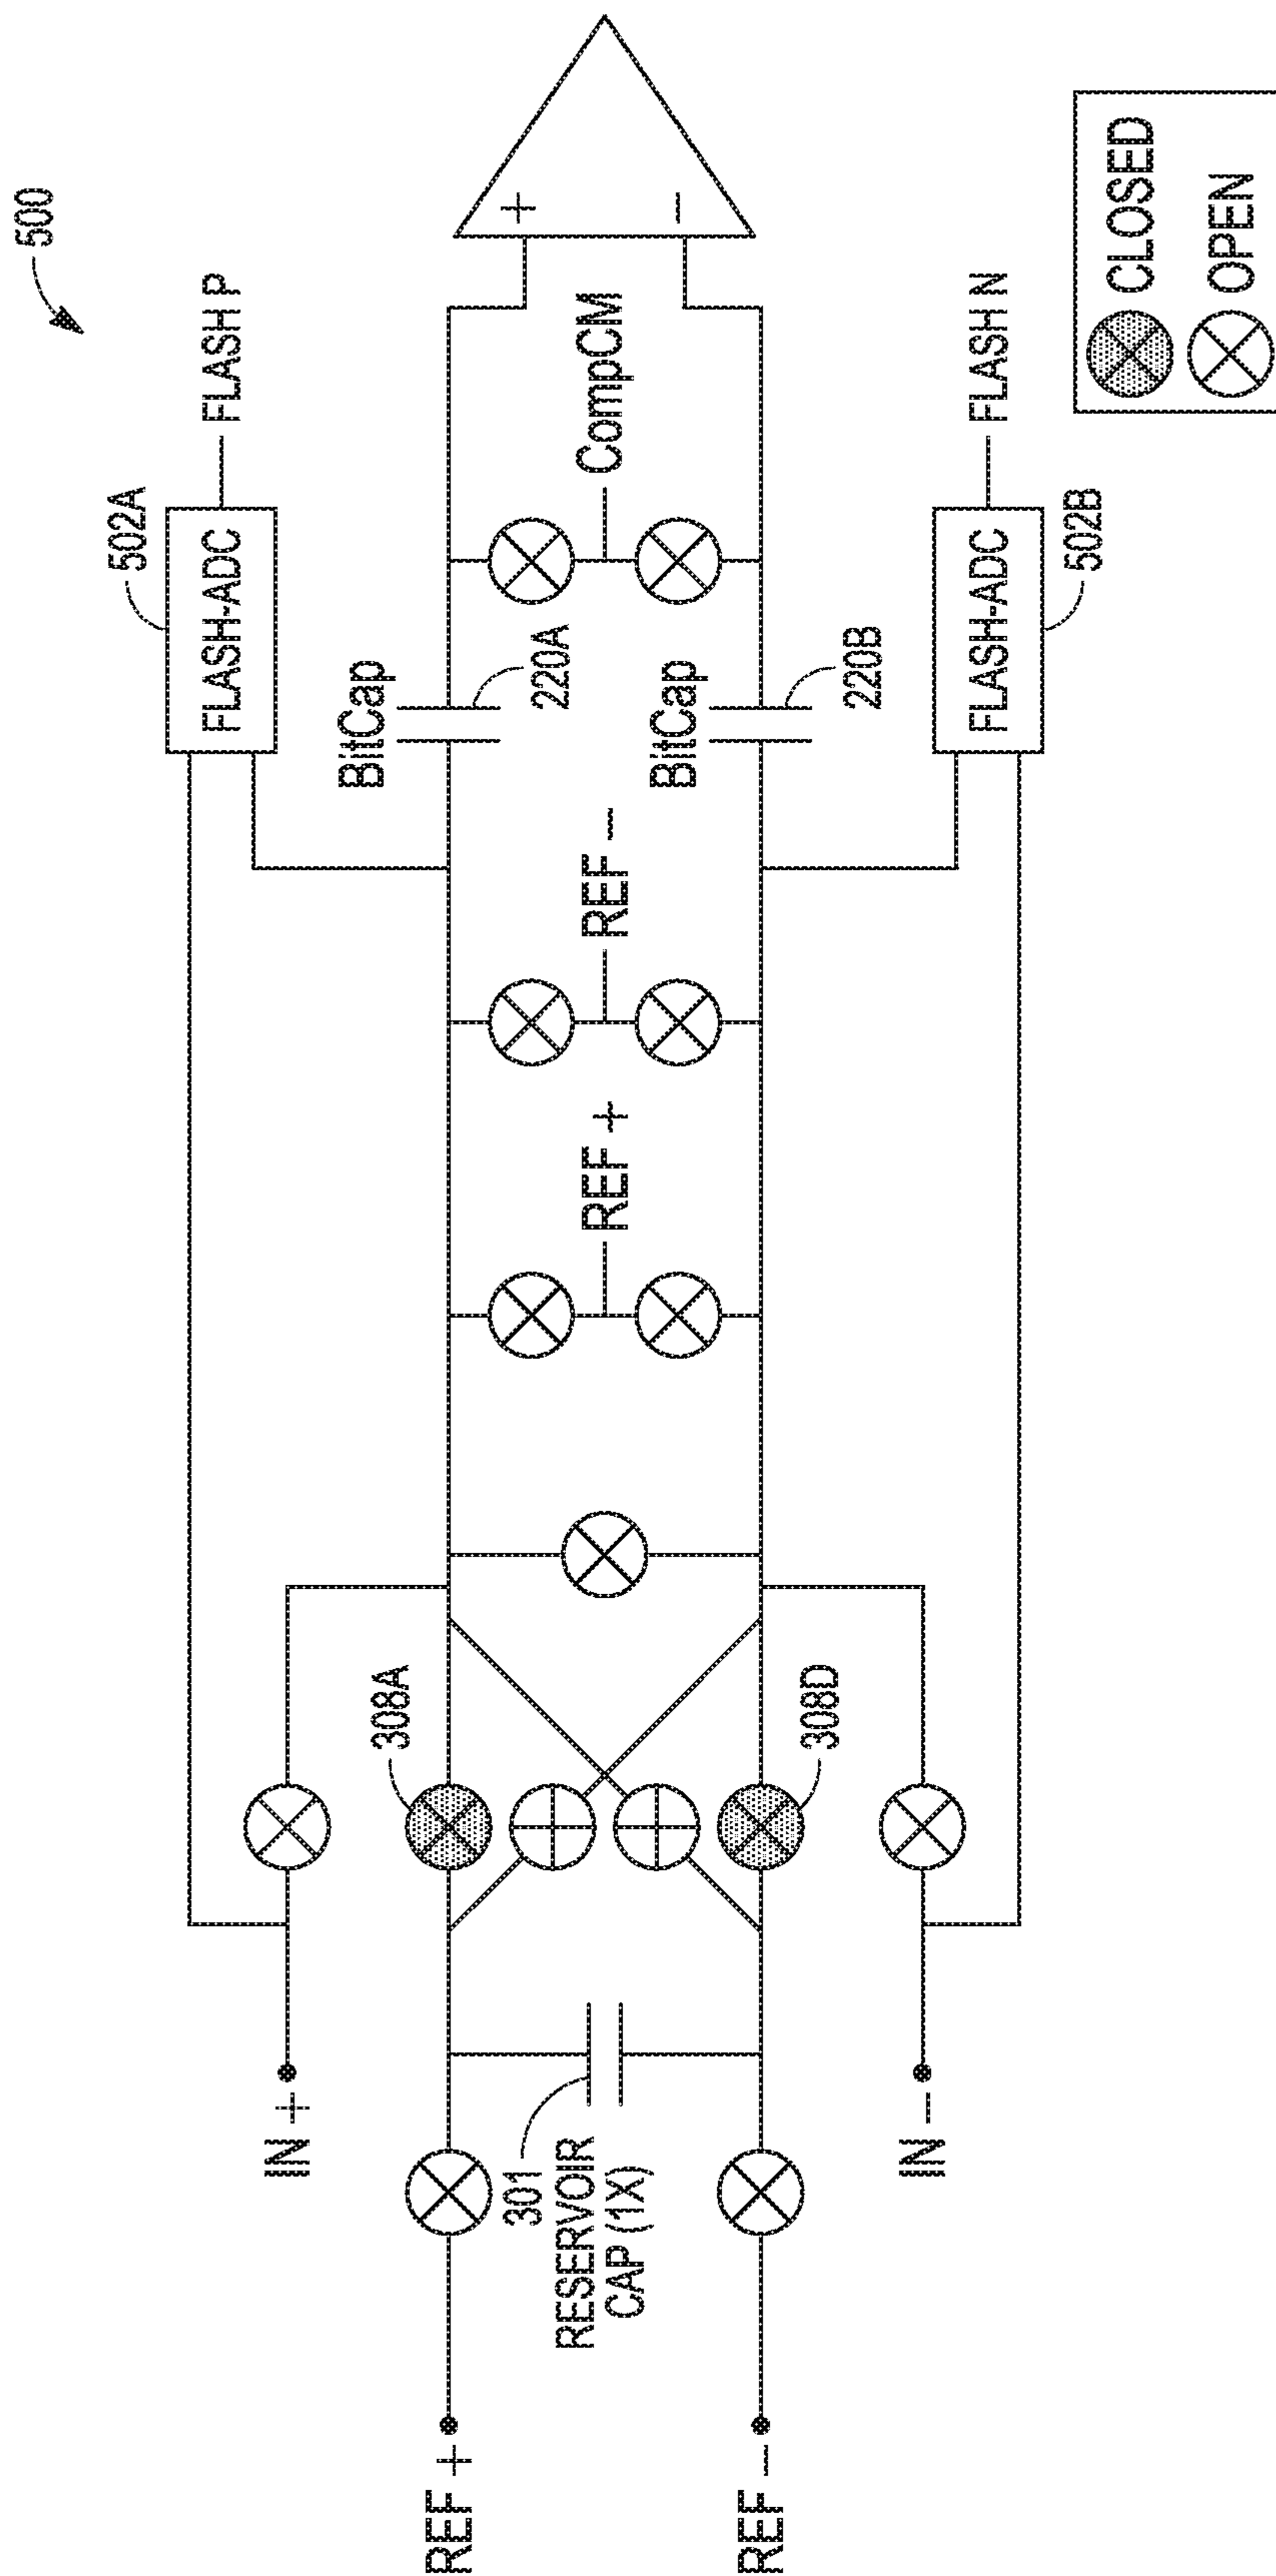 500
502A
FLASH-ADC
FLASH P
BitCap
220A
CompCM
+
−
REF +
REF −
BitCap
220B
FLASH-ADC
502B
FLASH N
IN +
308A
REF +
301
RESERVOIR
CAP (1X)
308D
REF −
IN −
CLOSED
OPEN